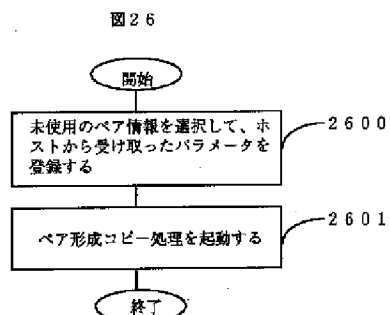 図２６
開始
未使用のペア情報を選択して、ホ
ストから受け取ったパラメータを
登録する
２６００
ペア形成コピー処理を起動する
２６０１
終了